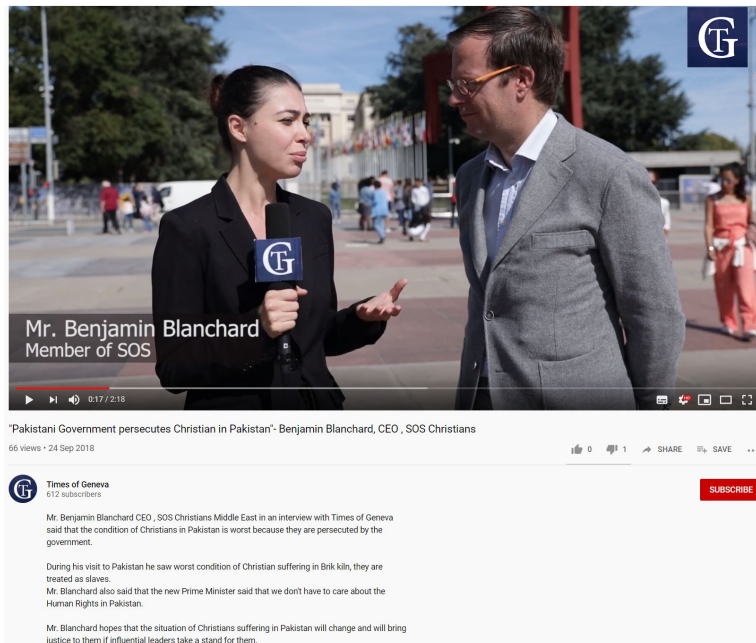 TG
TG
Mr. Benjamin Blanchard
Member of SOS
0:17 / 2:18
"Pakistani Government persecutes Christian in Pakistan"- Benjamin Blanchard, CEO , SOS Christians
66 views • 24 Sep 2018
0
1
SHARE
SAVE
TG
Times of Geneva
612 subscribers
SUBSCRIBE
Mr. Benjamin Blanchard CEO , SOS Christians Middle East in an interview with Times of Geneva
said that the condition of Christians in Pakistan is worst because they are persecuted by the
government.
During his visit to Pakistan he saw worst condition of Christian suffering in Brik kiln, they are
treated as slaves.
Mr. Blanchard also said that the new Prime Minister said that we don't have to care about the
Human Rights in Pakistan.
Mr. Blanchard hopes that the situation of Christians suffering in Pakistan will change and will bring
justice to them if influential leaders take a stand for them.